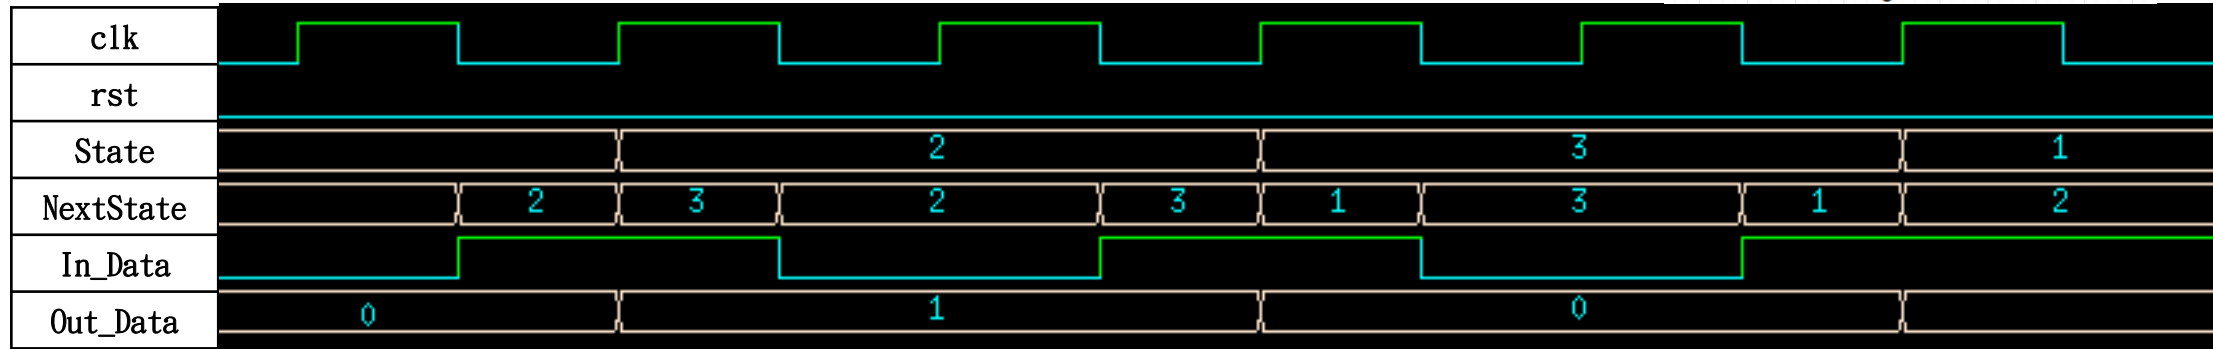 clk
rst
State 2 3 1
NextState 2 3 2 3 1 3 1 2
In_Data
Out_Data 0 1 0